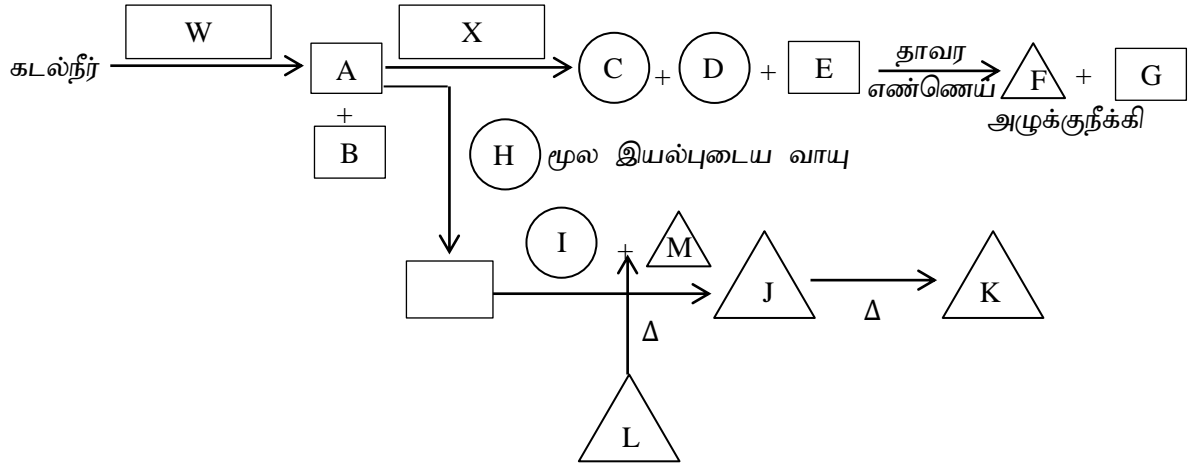 W X
கடல்நீர் A C + D + E தாவர எண்ணெய் F + G
+ அழுக்குநீக்கி
B H மூல இயல்புடைய வாயு
I + M
J Δ K
Δ
L